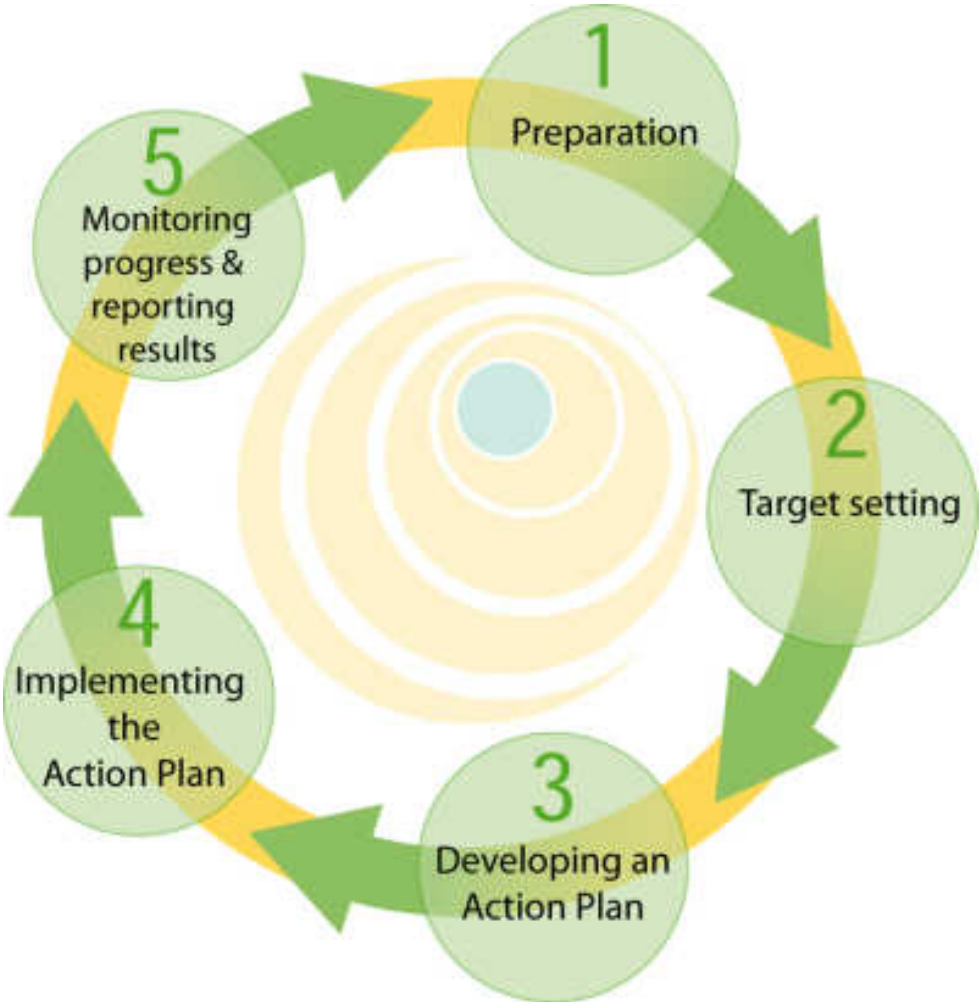 1
Preparation
2
Target setting
3
Developing an
Action Plan
4
Implementing
the
Action Plan
5
Monitoring
progress &
reporting
results